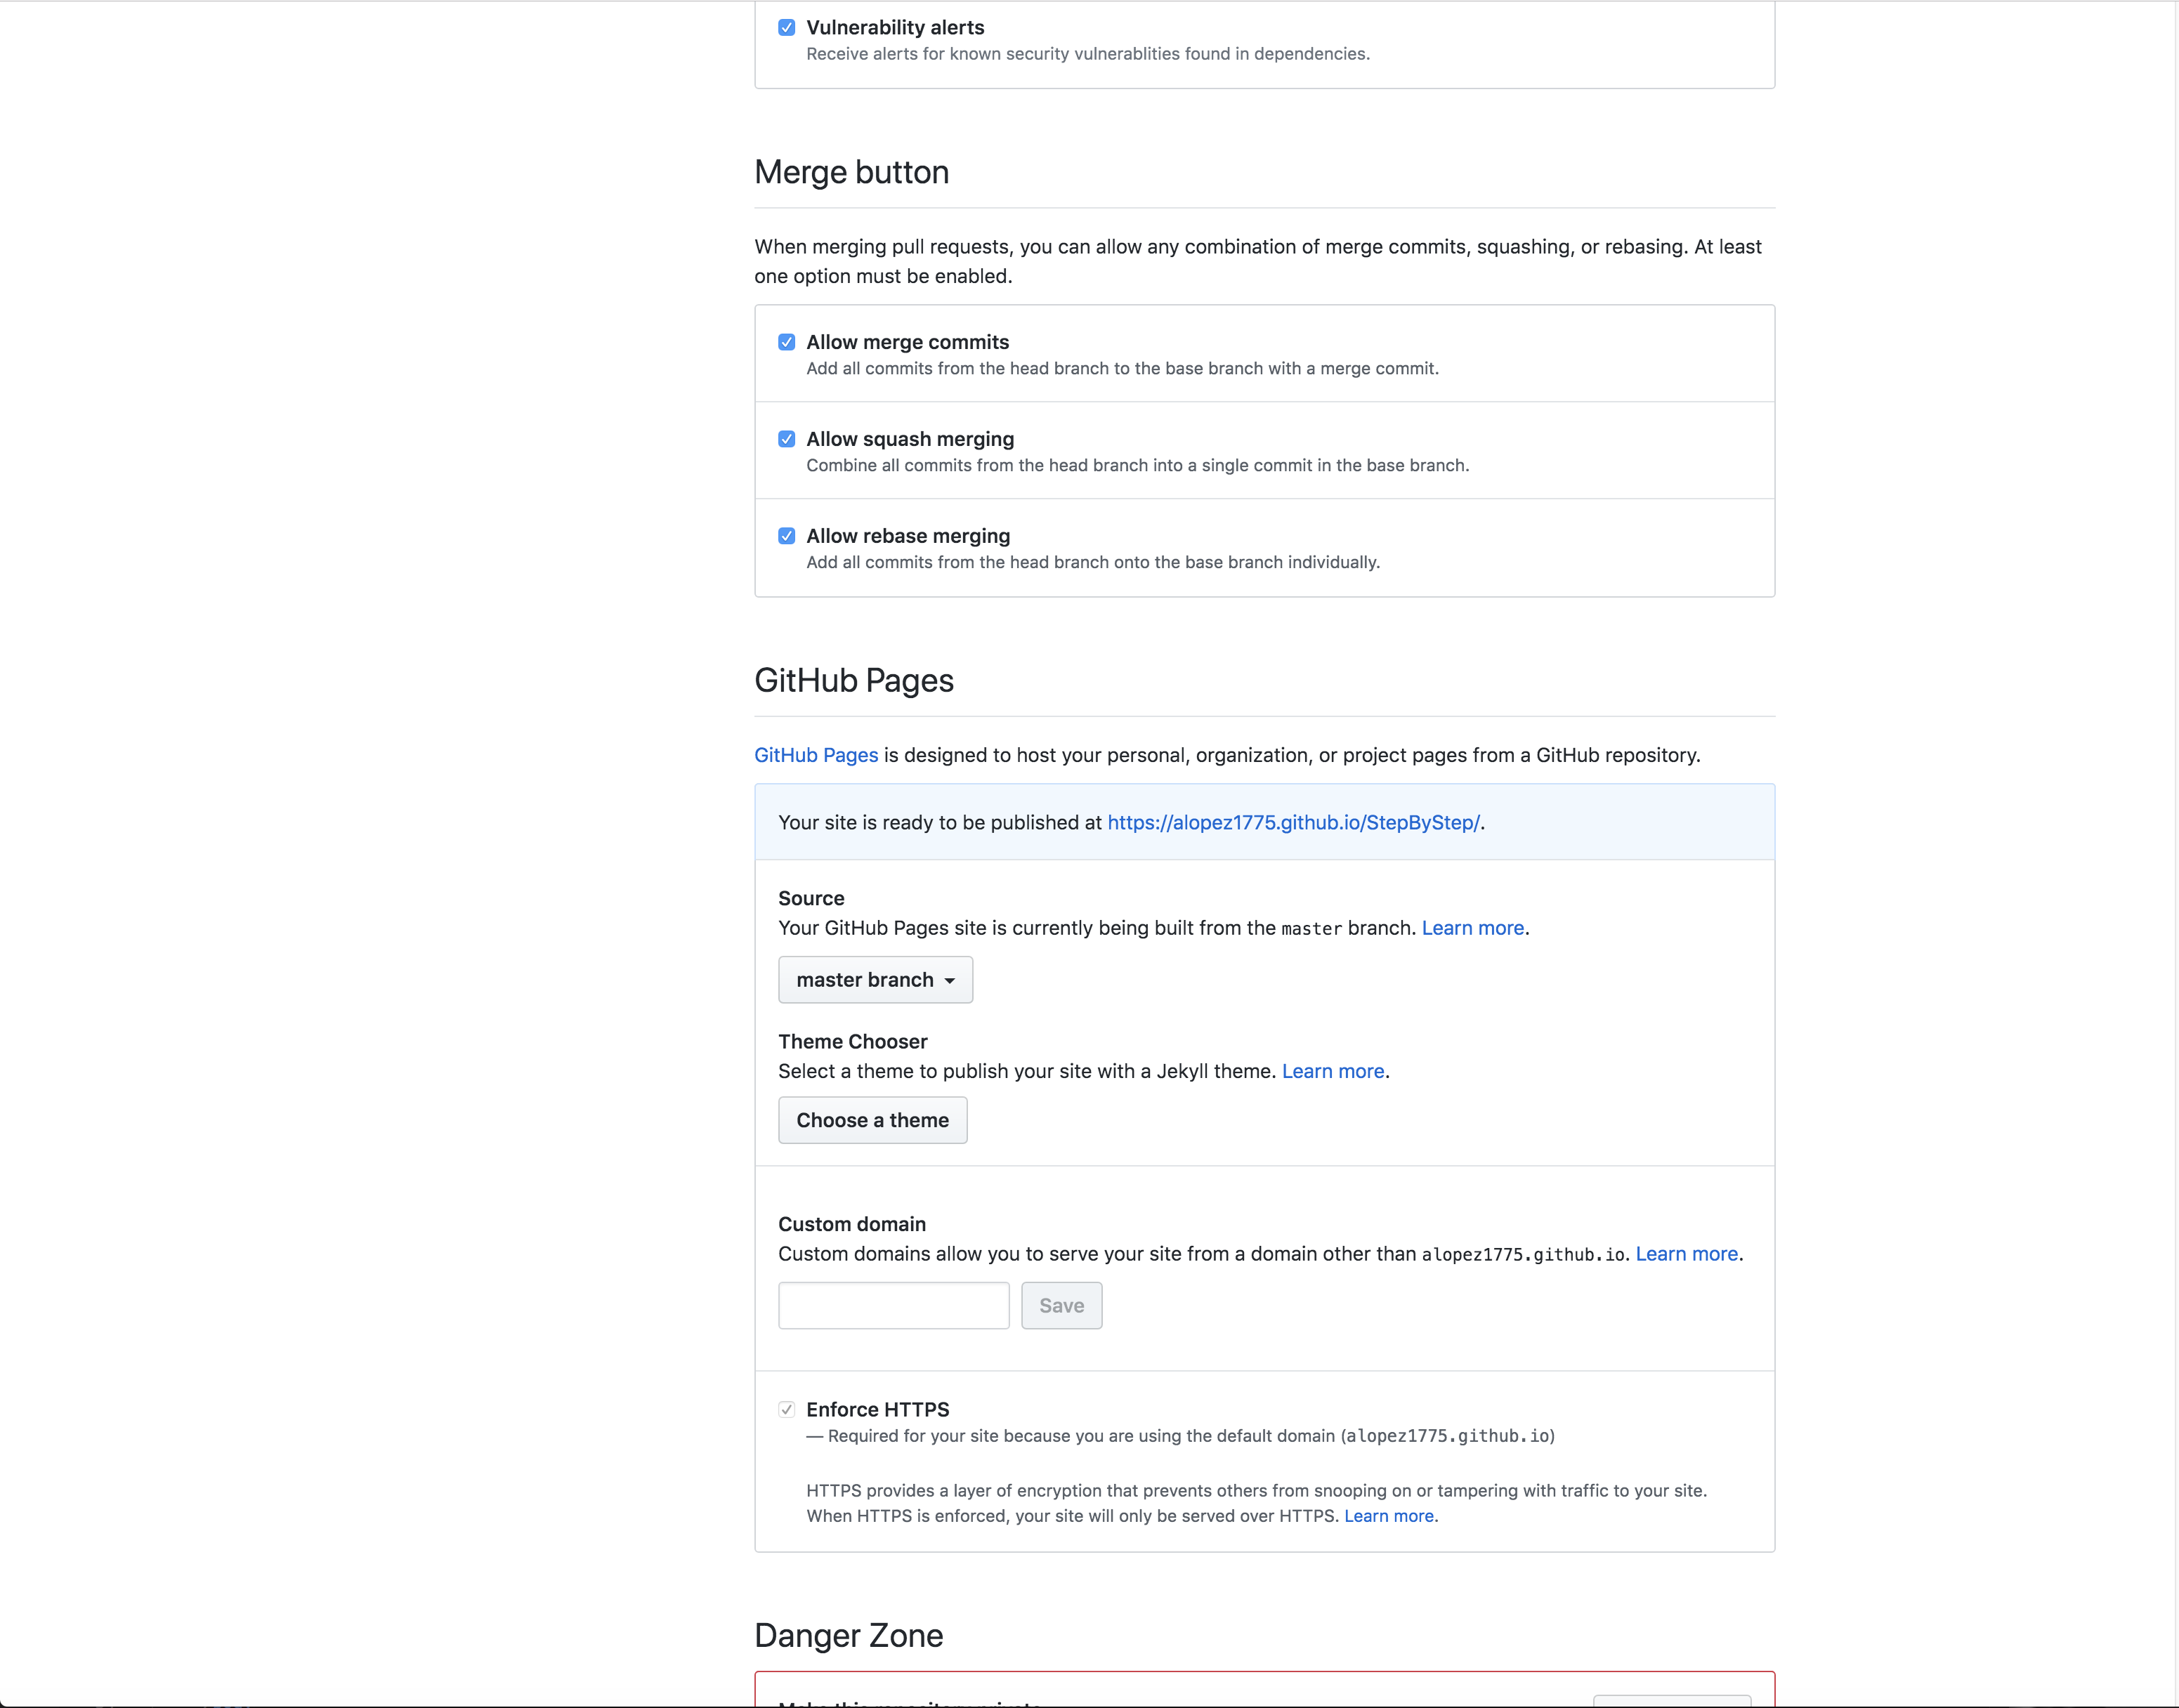 Vulnerability alerts
Receive alerts for known security vulnerablities found in dependencies.
Merge button
When merging pull requests, you can allow any combination of merge commits, squashing, or rebasing. At least
one option must be enabled.
Allow merge commits
Add all commits from the head branch to the base branch with a merge commit.
Allow squash merging
Combine all commits from the head branch into a single commit in the base branch.
Allow rebase merging
Add all commits from the head branch onto the base branch individually.
GitHub Pages
GitHub Pages is designed to host your personal, organization, or project pages from a GitHub repository.
Your site is ready to be published at https://alopez1775.github.io/StepByStep/.
Source
Your GitHub Pages site is currently being built from the master branch. Learn more.
master branch
Theme Chooser
Select a theme to publish your site with a Jekyll theme. Learn more.
Choose a theme
Custom domain
Custom domains allow you to serve your site from a domain other than alopez1775.github.io. Learn more.
Save
Enforce HTTPS
— Required for your site because you are using the default domain (alopez1775.github.io)
HTTPS provides a layer of encryption that prevents others from snooping on or tampering with traffic to your site.
When HTTPS is enforced, your site will only be served over HTTPS. Learn more.
Danger Zone
Make this repository private